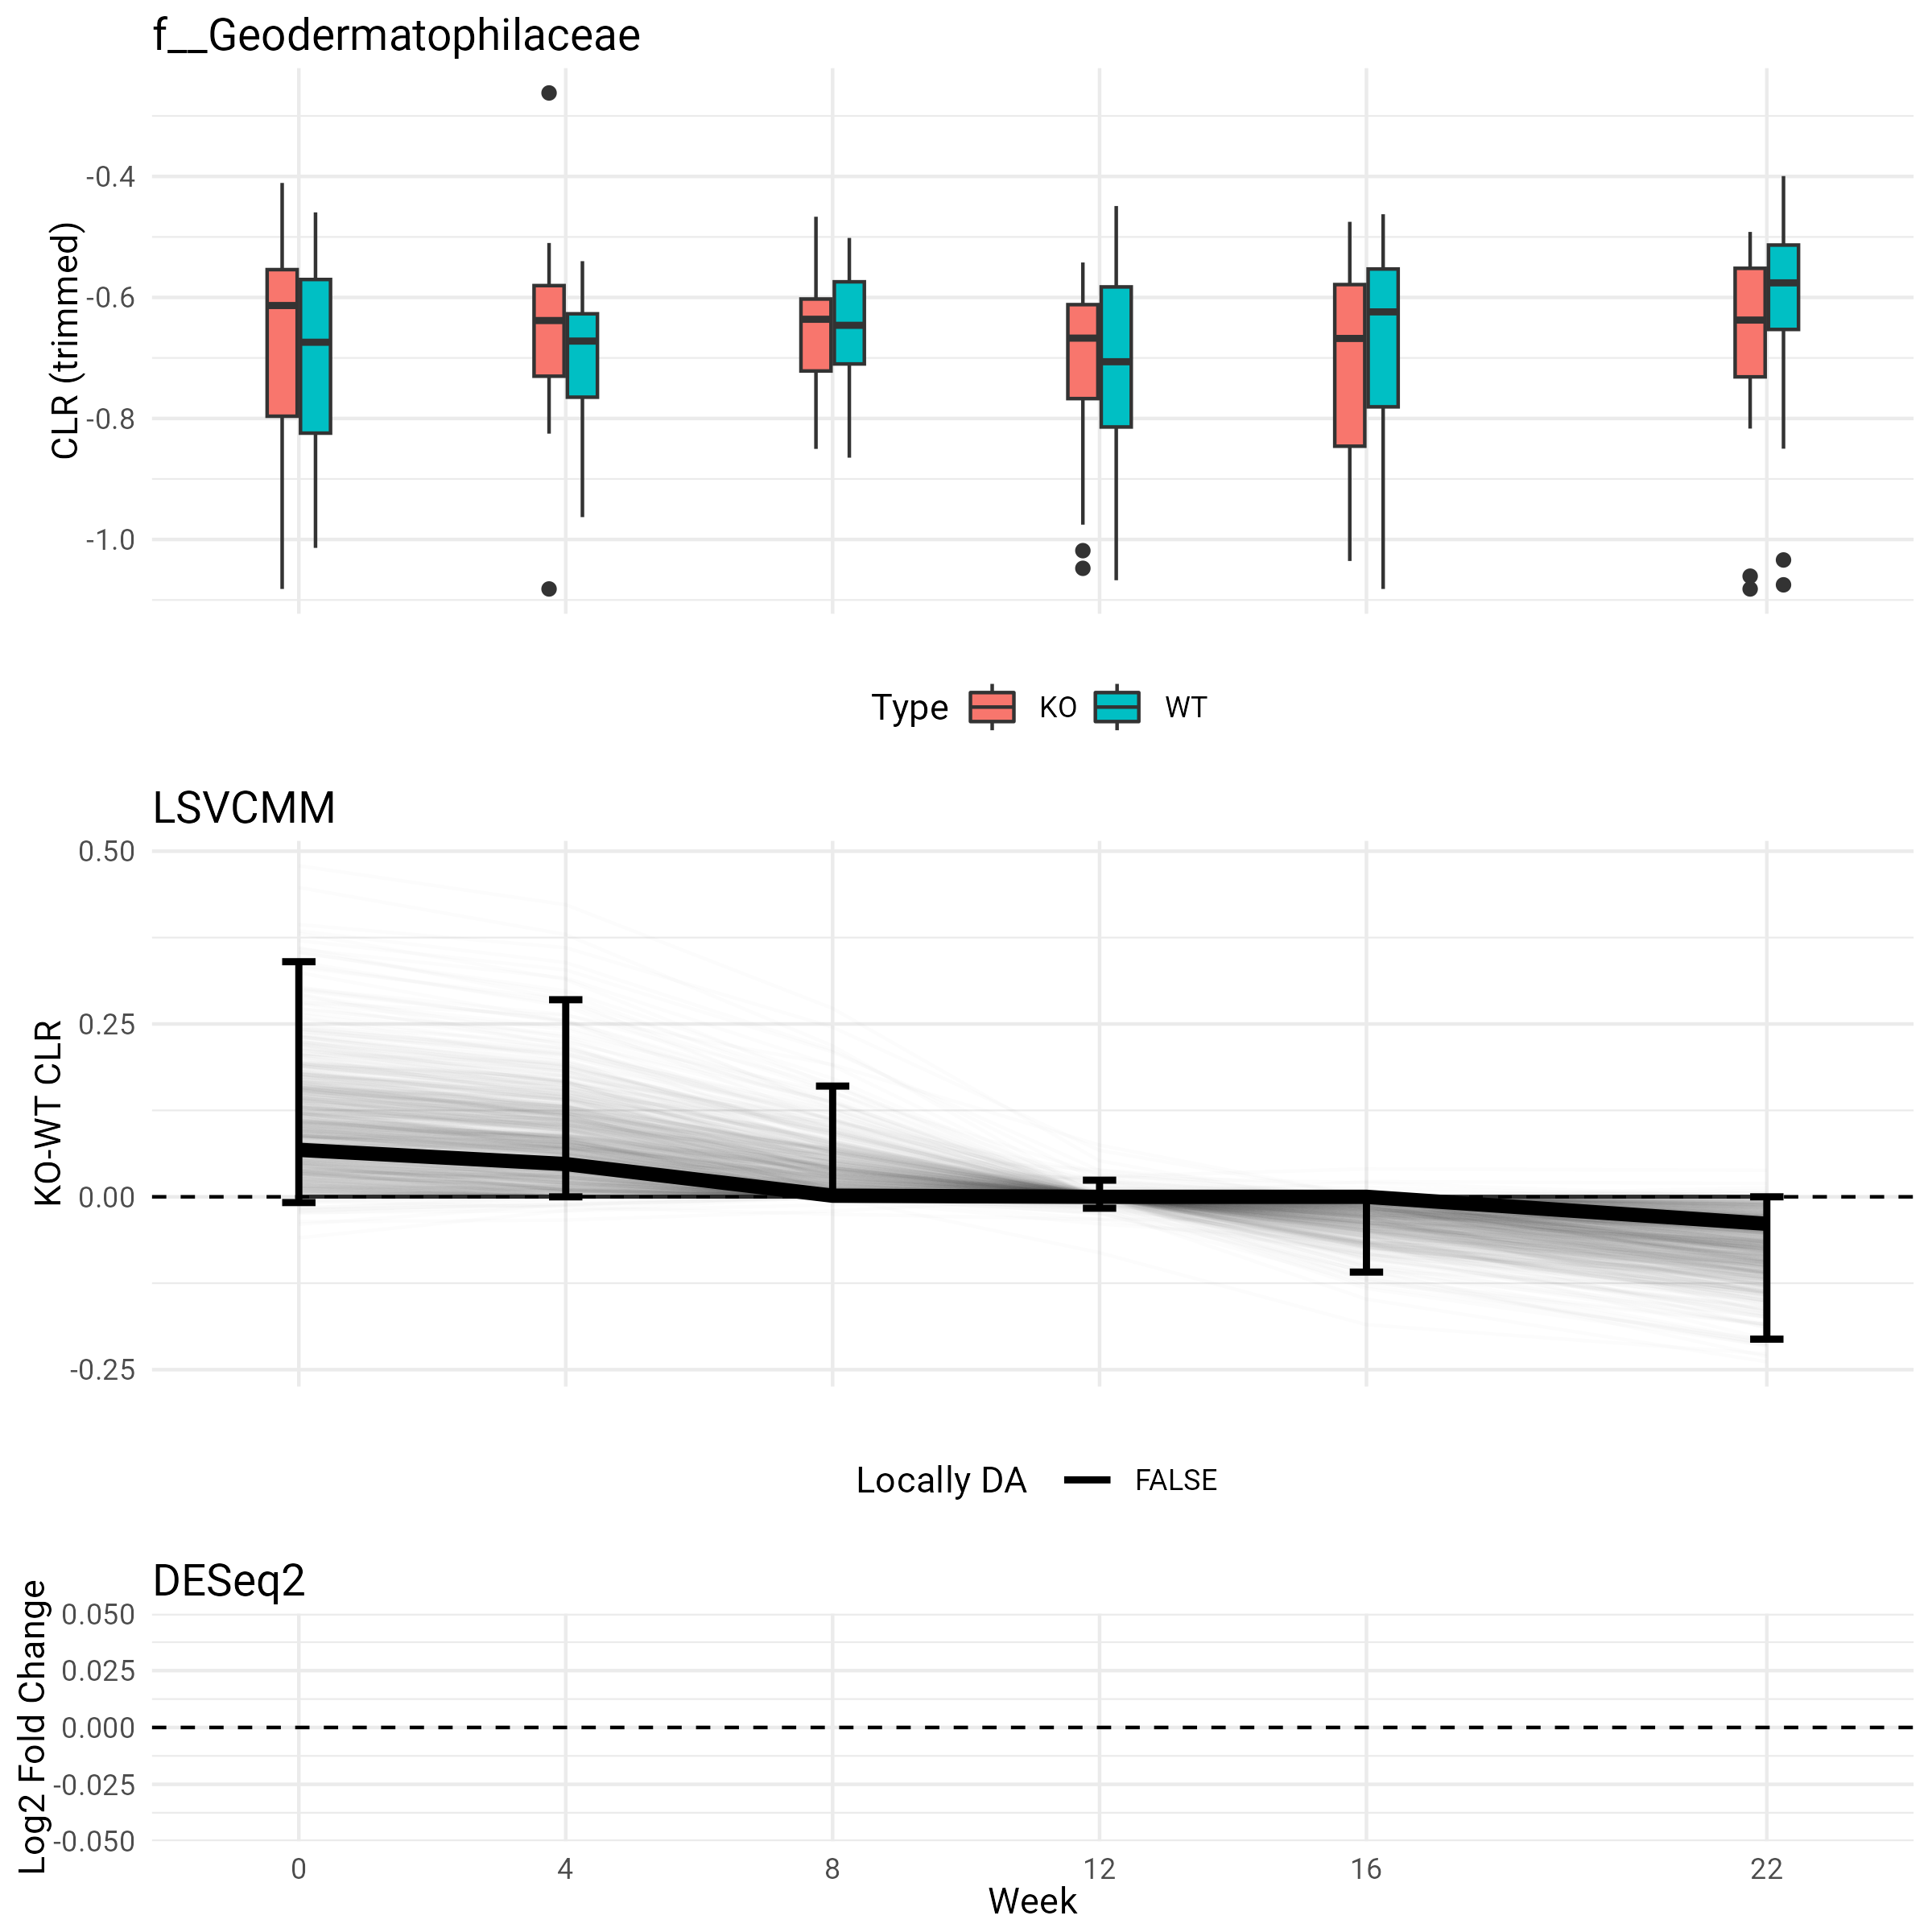 f__Geodermatophilaceae
CLR (trimmed)
-0.4
-0.6
-0.8
-1.0
Type KO WT
LSVCMM
KO-WT CLR
0.50
0.25
0.00
-0.25
Locally DA FALSE
DESeq2
Log2 Fold Change
0.050
0.025
0.000
-0.025
-0.050
0 4 8 12 16 22
Week